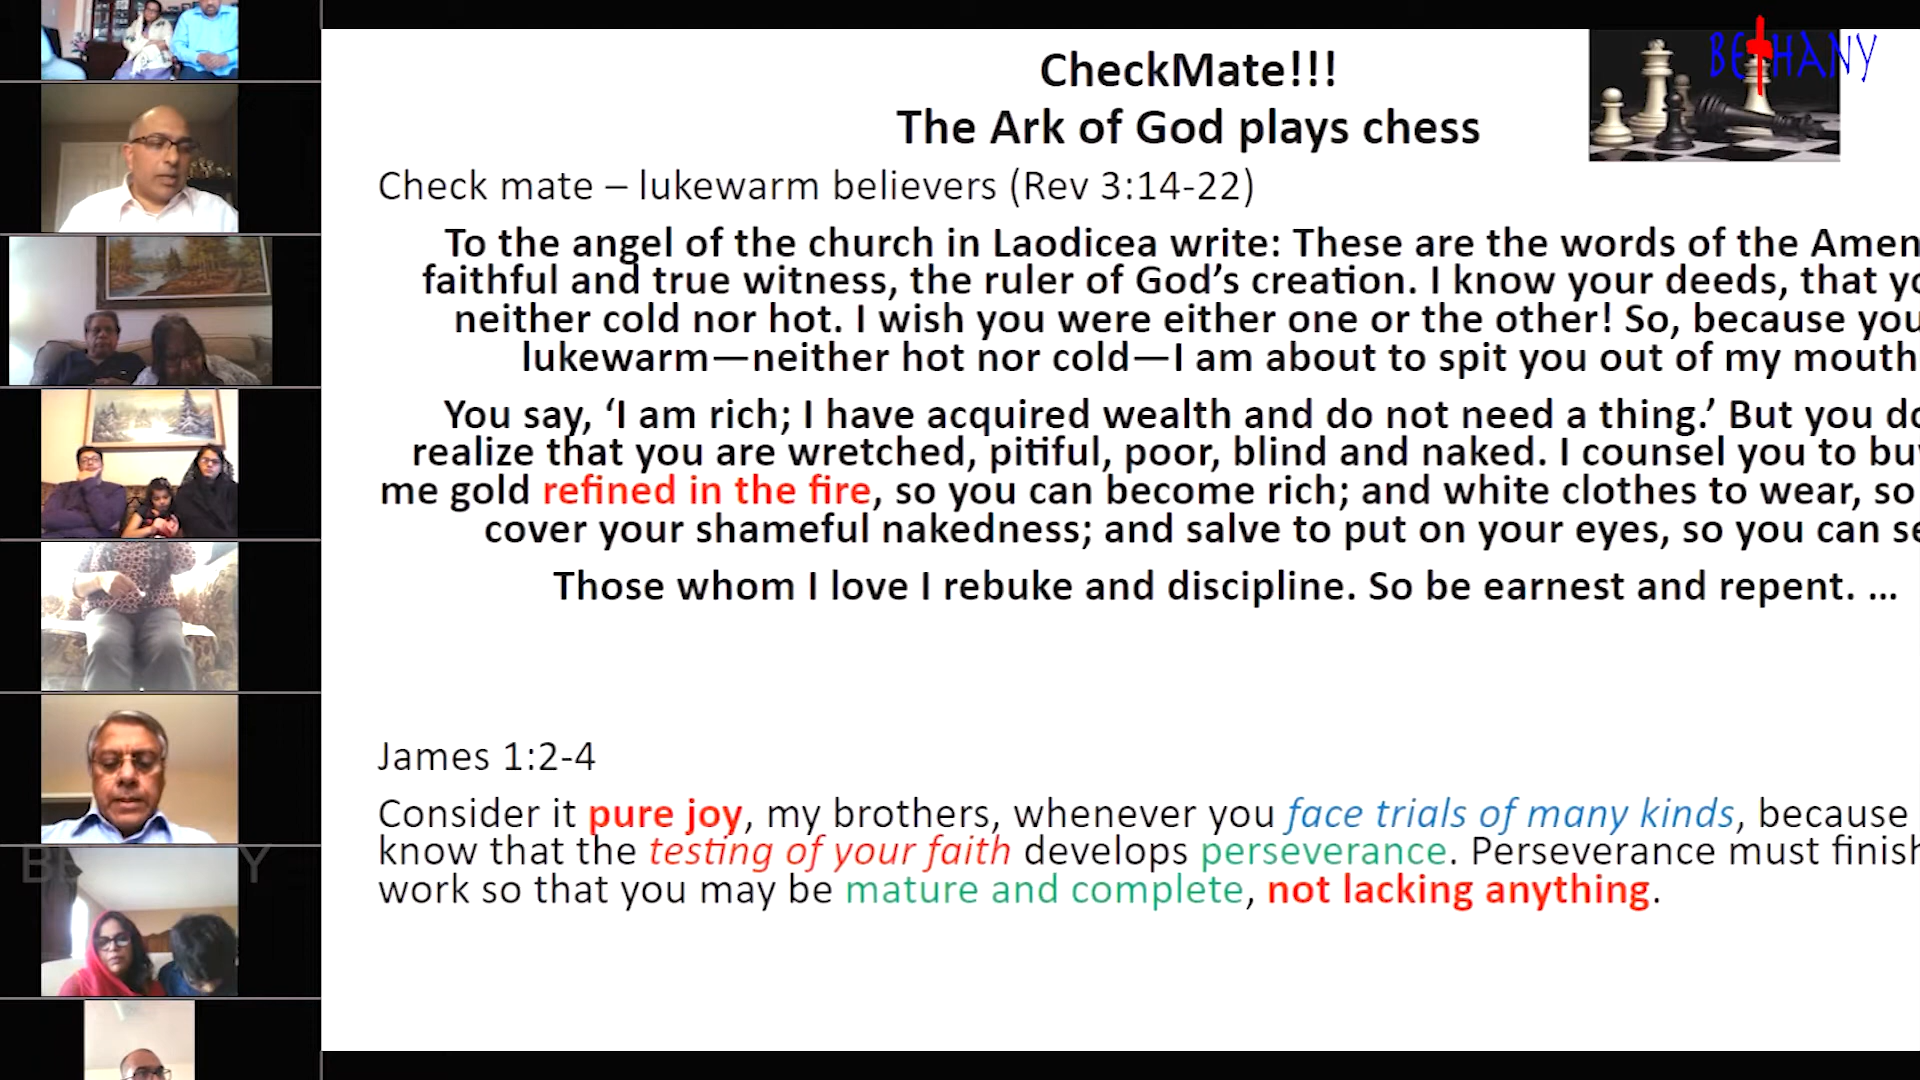 BETHANY
CheckMate!!!
The Ark of God plays chess
Check mate – lukewarm believers (Rev 3:14-22)
To the angel of the church in Laodicea write: These are the words of the Amen
faithful and true witness, the ruler of God’s creation. I know your deeds, that
neither cold nor hot. I wish you were either one or the other! So, because you
lukewarm—neither hot nor cold—I am about to spit you out of my mouth
You say, ‘I am rich; I have acquired wealth and do not need a thing.’ But you
realize that you are wretched, pitiful, poor, blind and naked. I counsel you to
me gold refined in the fire, so you can become rich; and white clothes to wear, so
cover your shameful nakedness; and salve to put on your eyes, so you can
Those whom I love I rebuke and discipline. So be earnest and repent. ...
James 1:2-4
Consider it pure joy, my brothers, whenever you face trials of many kinds, because
know that the testing of your faith develops perseverance. Perseverance must finish
work so that you may be mature and complete, not lacking anything.